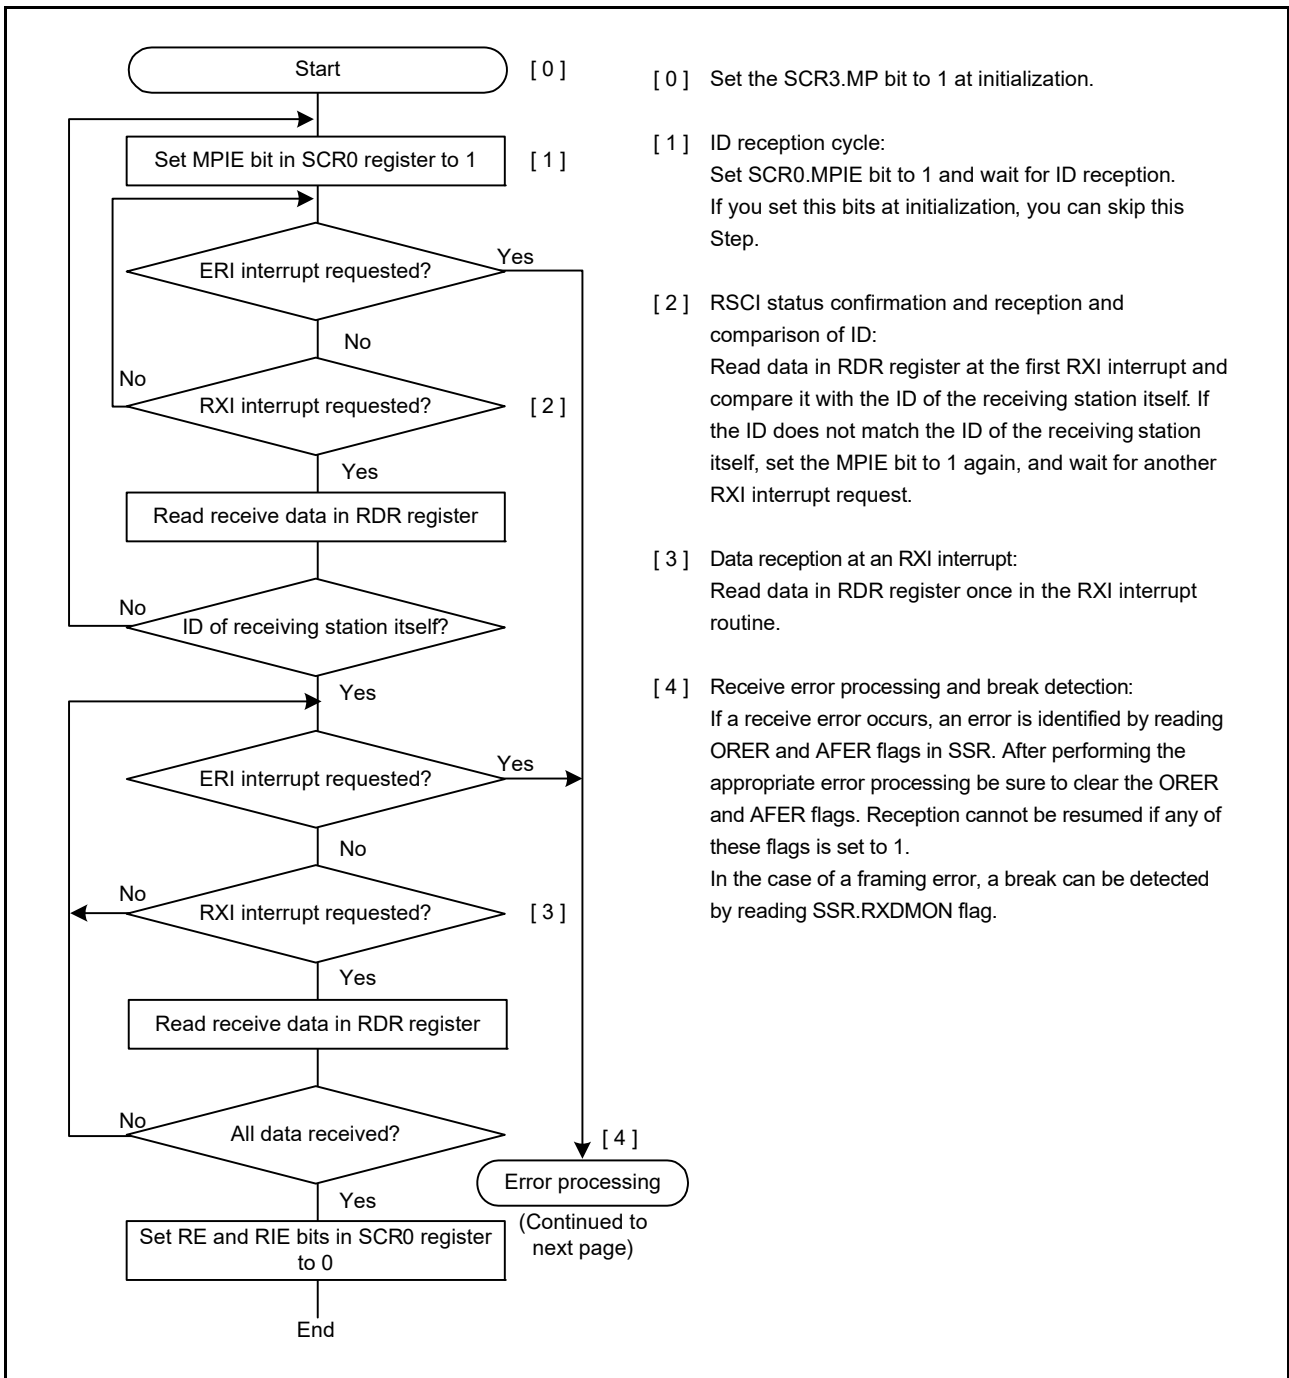 Start
[ 0 ]
Set MPIE bit in SCR0 register to 1
[ 1 ]
ERI interrupt requested?
Yes
No
RXI interrupt requested?
No
[ 2 ]
Yes
Read receive data in RDR register
ID of receiving station itself?
No
Yes
ERI interrupt requested?
Yes
No
RXI interrupt requested?
No
[ 3 ]
Yes
Read receive data in RDR register
All data received?
No
Yes
Set RE and RIE bits in SCR0 register
to 0
End
[ 4 ]
Error processing
(Continued to
next page)
[ 0 ] Set the SCR3.MP bit to 1 at initialization.
[ 1 ] ID reception cycle:
Set SCR0.MPIE bit to 1 and wait for ID reception.
If you set this bits at initialization, you can skip this
Step.
[ 2 ] RSCI status confirmation and reception and
comparison of ID:
Read data in RDR register at the first RXI interrupt and
compare it with the ID of the receiving station itself. If
the ID does not match the ID of the receiving station
itself, set the MPIE bit to 1 again, and wait for another
RXI interrupt request.
[ 3 ] Data reception at an RXI interrupt:
Read data in RDR register once in the RXI interrupt
routine.
[ 4 ] Receive error processing and break detection:
If a receive error occurs, an error is identified by reading
ORER and AFER flags in SSR. After performing the
appropriate error processing be sure to clear the ORER
and AFER flags. Reception cannot be resumed if any of
these flags is set to 1.
In the case of a framing error, a break can be detected
by reading SSR.RXDMON flag.